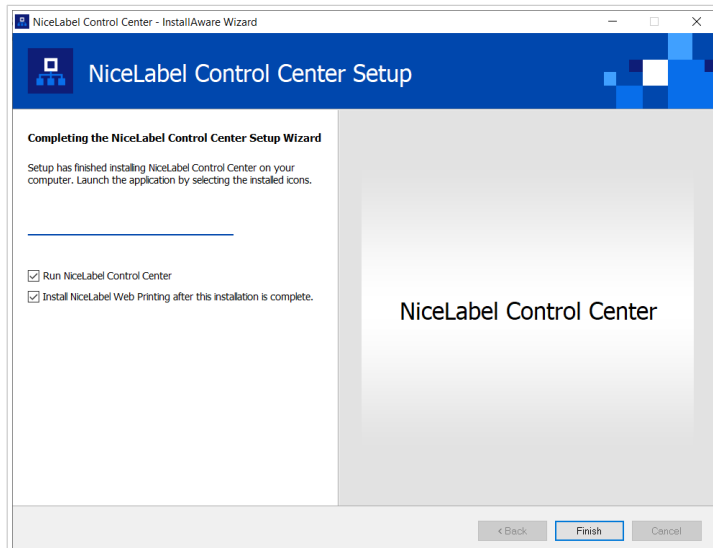 NiceLabel Control Center - InstallAware Wizard
NiceLabel Control Center Setup
Completing the NiceLabel Control Center Setup Wizard
Setup has finished installing NiceLabel Control Center on your
computer. Launch the application by selecting the installed icons.
Run NiceLabel Control Center
Install NiceLabel Web Printing after this installation is complete.
NiceLabel Control Center
< Back
Finish
Cancel